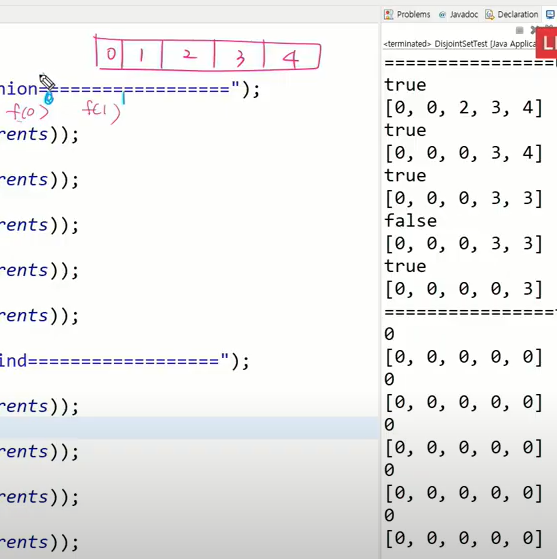 Problems Javadoc Declaration
<terminated> DisjointSetTest [Java Applic
0 1 2 3 4
nion==================");
0 1
f(0) f(1)
rents));
rents));
rents));
rents));
rents));
ind==================");
rents));
rents));
rents));
rents));
================
true
[0, 0, 2, 3, 4]
true
[0, 0, 0, 3, 4]
true
[0, 0, 0, 3, 3]
false
[0, 0, 0, 3, 3]
true
[0, 0, 0, 0, 3]
================
0
[0, 0, 0, 0, 0]
0
[0, 0, 0, 0, 0]
0
[0, 0, 0, 0, 0]
0
[0, 0, 0, 0, 0]
0
[0, 0, 0, 0, 0]